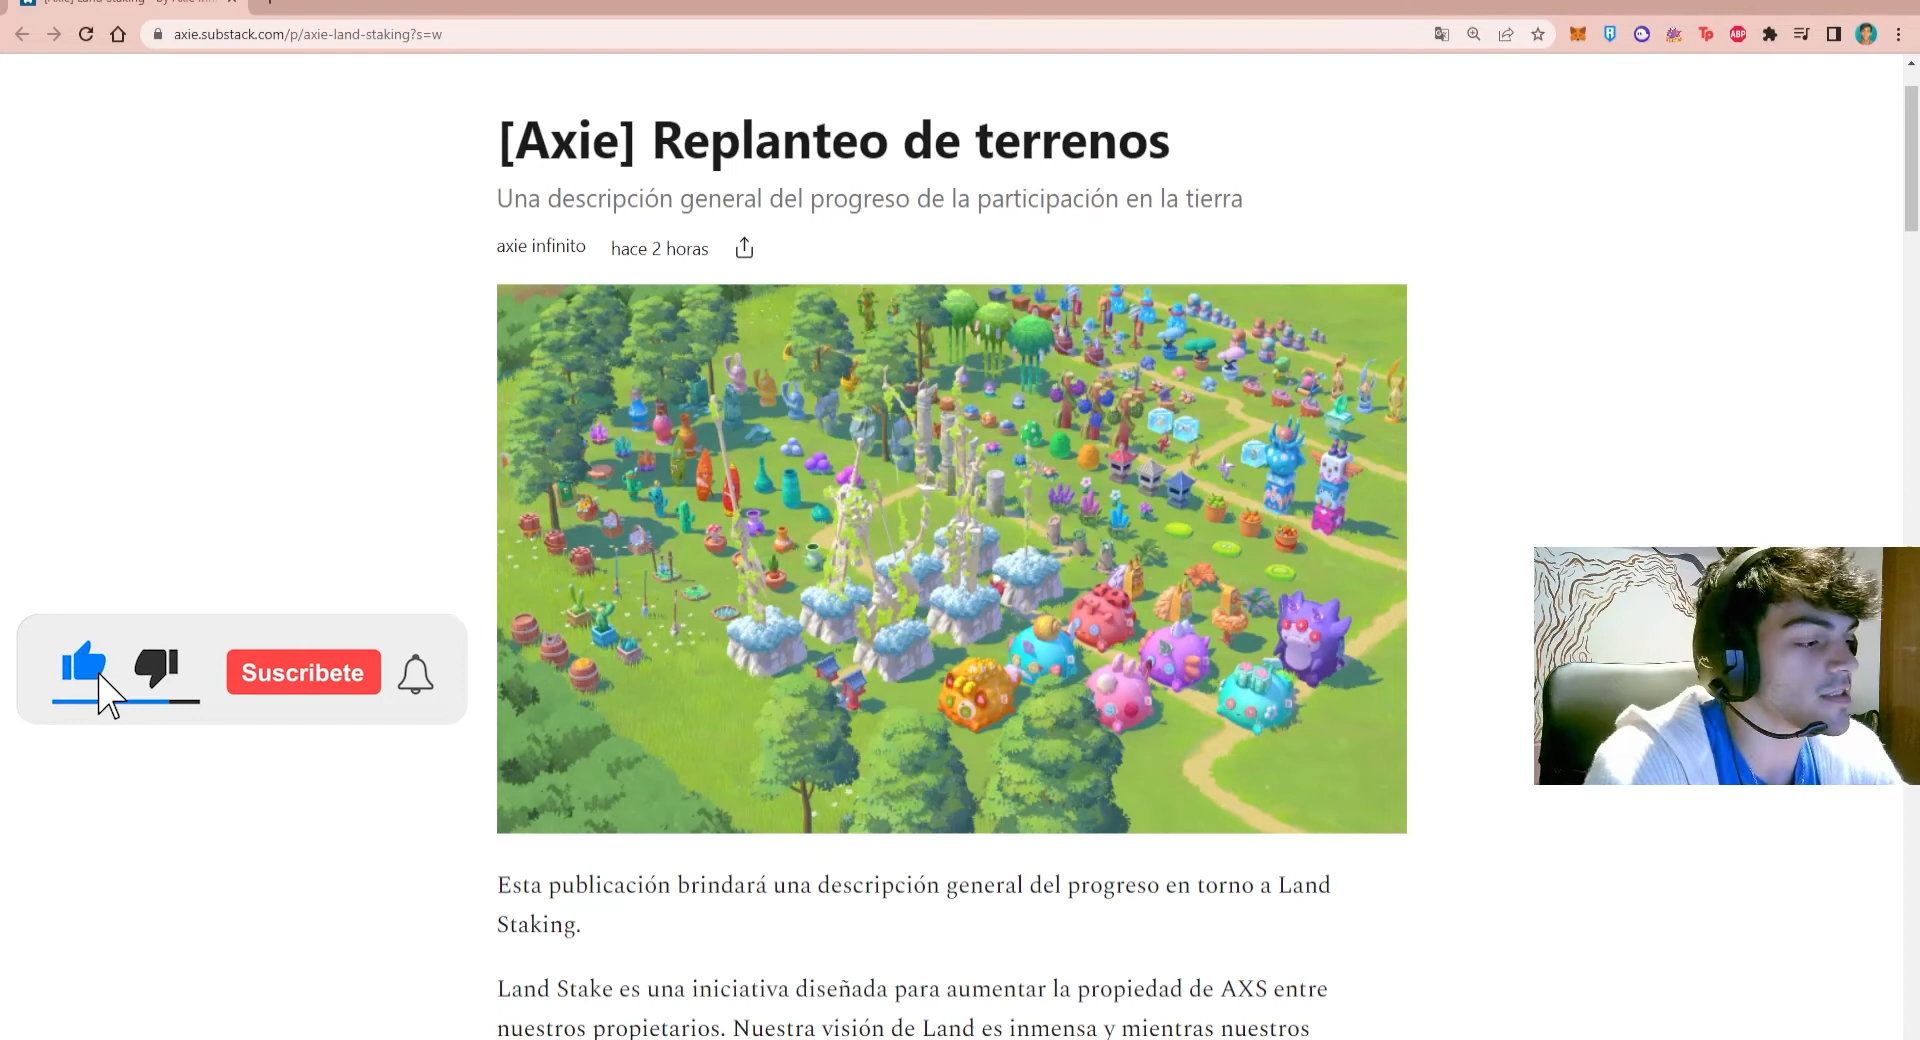 axie.substack.com/p/axie-land-staking?s=w
ABP
[Axie] Replanteo de terrenos
Una descripción general del progreso de la participación en la tierra
axie infinito hace 2 horas
Suscribete
Esta publicación brindará una descripción general del progreso en torno a Land
Staking.
Land Stake es una iniciativa diseñada para aumentar la propiedad de AXS entre
nuestros propietarios. Nuestra visión de Land es inmensa y mientras nuestros